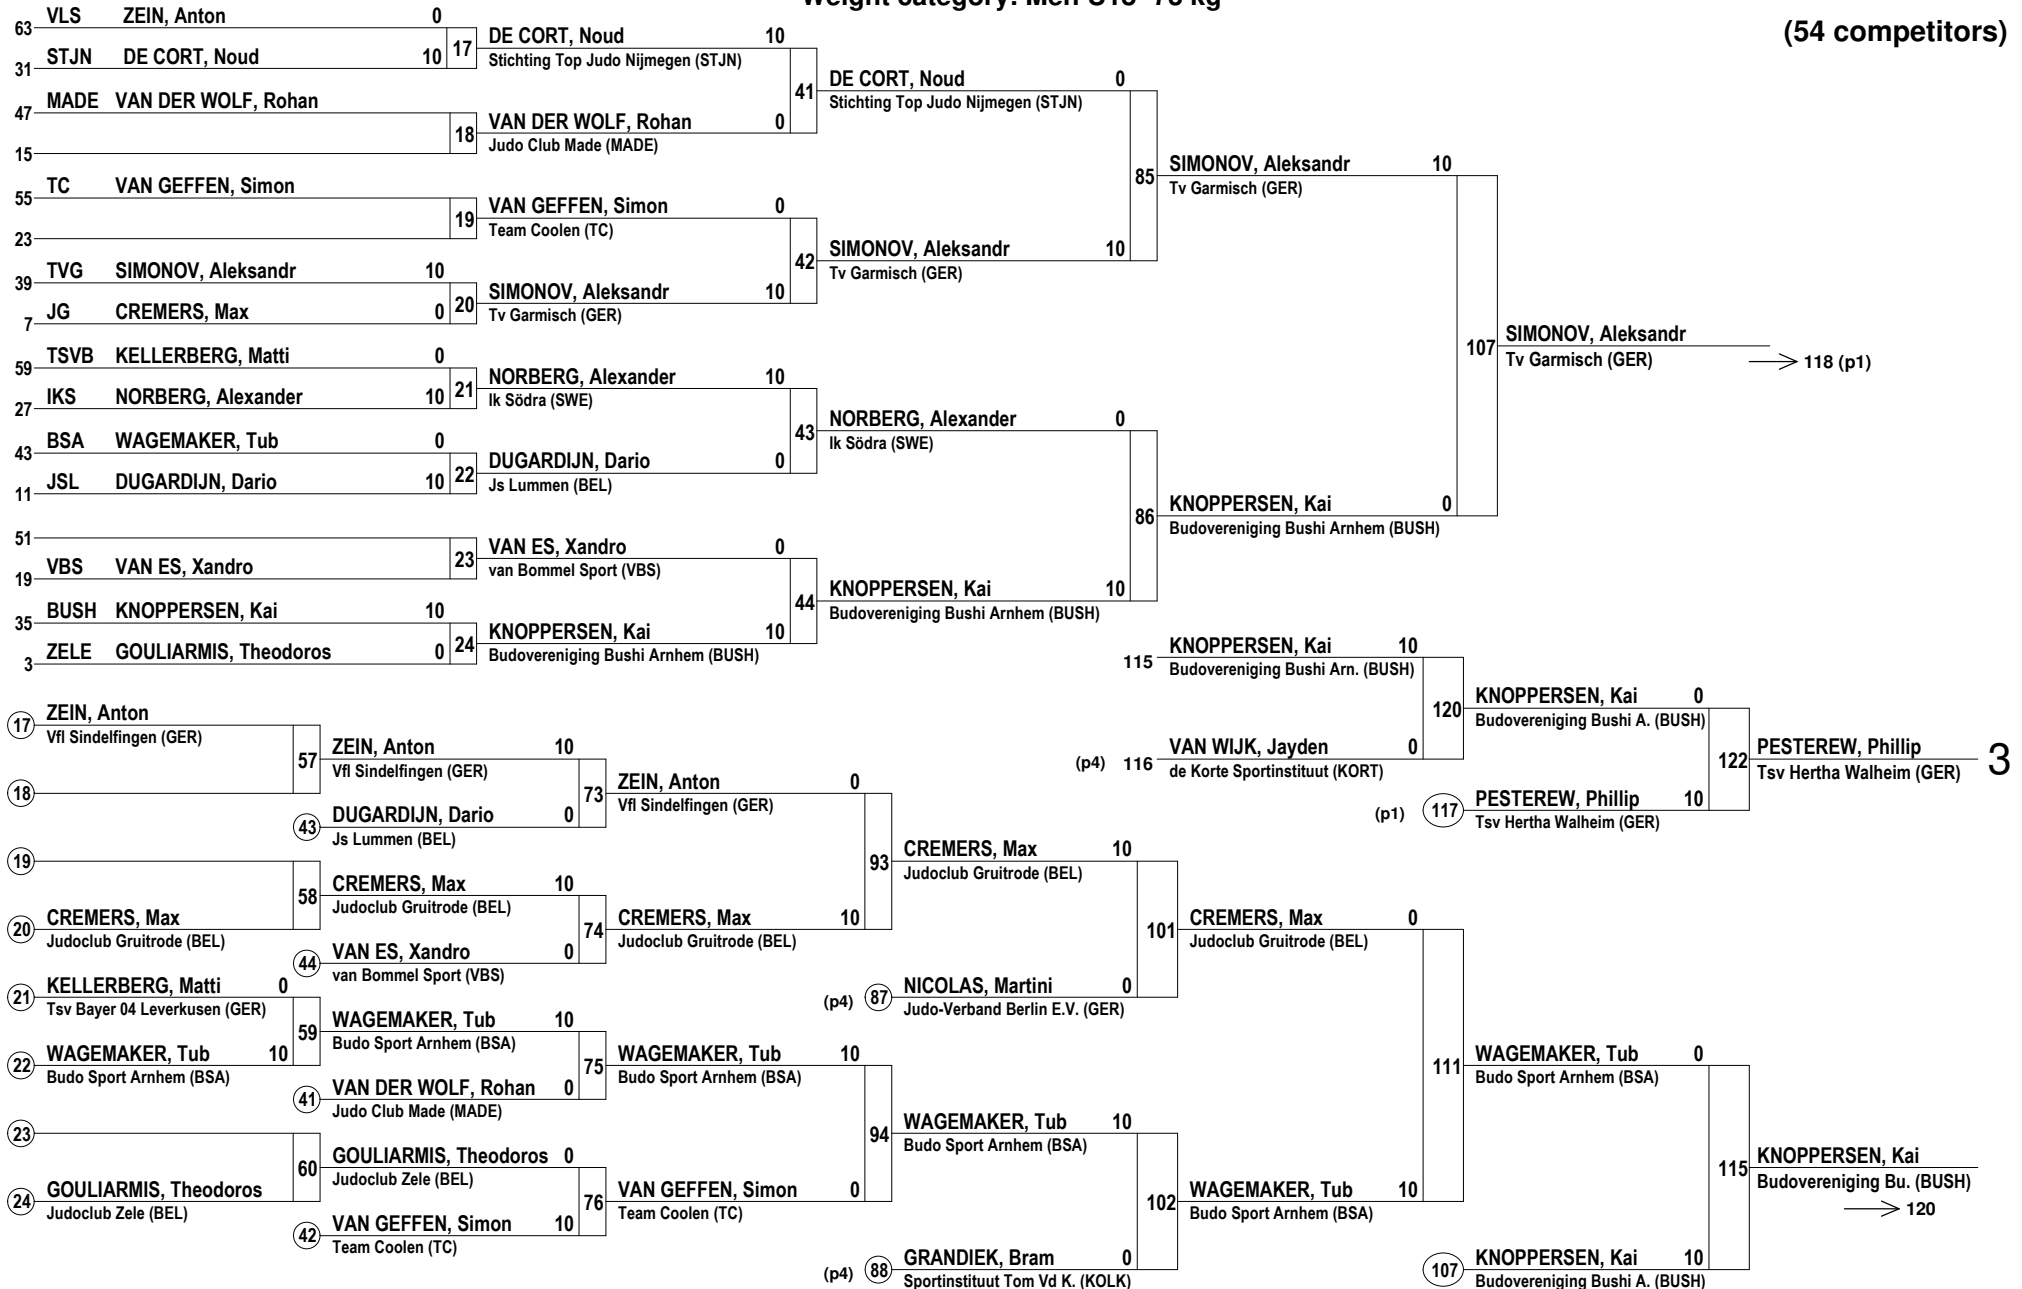 Weight category: Men U18 -73 kg
(54 competitors)
63 VLS ZEIN, Anton 0
31 STJN DE CORT, Noud 10
17 DE CORT, Noud 10
Stichting Top Judo Nijmegen (STJN)
47 MADE VAN DER WOLF, Rohan
15
18 VAN DER WOLF, Rohan 0
Judo Club Made (MADE)
41 DE CORT, Noud 0
Stichting Top Judo Nijmegen (STJN)
55 TC VAN GEFFEN, Simon
23
19 VAN GEFFEN, Simon 0
Team Coolen (TC)
39 TVG SIMONOV, Aleksandr 10
7 JG CREMERS, Max 0
20 SIMONOV, Aleksandr 10
Tv Garmisch (GER)
42 SIMONOV, Aleksandr 10
Tv Garmisch (GER)
85 SIMONOV, Aleksandr 10
Tv Garmisch (GER)
59 TSVB KELLERBERG, Matti 0
27 IKS NORBERG, Alexander 10
21 NORBERG, Alexander 10
Ik Södra (SWE)
43 BSA WAGEMAKER, Tub 0
11 JSL DUGARDIJN, Dario 10
22 DUGARDIJN, Dario 0
Js Lummen (BEL)
43 NORBERG, Alexander 0
Ik Södra (SWE)
51
19 VBS VAN ES, Xandro
23 VAN ES, Xandro 0
van Bommel Sport (VBS)
35 BUSH KNOPPERSEN, Kai 10
3 ZELE GOULIARMIS, Theodoros 0
24 KNOPPERSEN, Kai 10
Budovereniging Bushi Arnhem (BUSH)
44 KNOPPERSEN, Kai 10
Budovereniging Bushi Arnhem (BUSH)
86 KNOPPERSEN, Kai 0
Budovereniging Bushi Arnhem (BUSH)
107 SIMONOV, Aleksandr
Tv Garmisch (GER)
118 (p1)
115 KNOPPERSEN, Kai 10
Budovereniging Bushi Arn. (BUSH)
(p4) 116 VAN WIJK, Jayden 0
de Korte Sportinstituut (KORT)
120 KNOPPERSEN, Kai 0
Budovereniging Bushi A. (BUSH)
(p1) 117 PESTEREW, Phillip 10
Tsv Hertha Walheim (GER)
122 PESTEREW, Phillip
Tsv Hertha Walheim (GER)
3
17 ZEIN, Anton
Vfl Sindelfingen (GER)
18
57 ZEIN, Anton 10
Vfl Sindelfingen (GER)
43 DUGARDIJN, Dario 0
Js Lummen (BEL)
73 ZEIN, Anton 0
Vfl Sindelfingen (GER)
19
20 CREMERS, Max
Judoclub Gruitrode (BEL)
58 CREMERS, Max 10
Judoclub Gruitrode (BEL)
44 VAN ES, Xandro 0
van Bommel Sport (VBS)
74 CREMERS, Max 10
Judoclub Gruitrode (BEL)
93 CREMERS, Max 10
Judoclub Gruitrode (BEL)
(p4) 87 NICOLAS, Martini 0
Judo-Verband Berlin E.V. (GER)
101 CREMERS, Max 0
Judoclub Gruitrode (BEL)
21 KELLERBERG, Matti 0
Tsv Bayer 04 Leverkusen (GER)
22 WAGEMAKER, Tub 10
Budo Sport Arnhem (BSA)
59 WAGEMAKER, Tub 10
Budo Sport Arnhem (BSA)
41 VAN DER WOLF, Rohan 0
Judo Club Made (MADE)
75 WAGEMAKER, Tub 10
Budo Sport Arnhem (BSA)
23
24 GOULIARMIS, Theodoros
Judoclub Zele (BEL)
60 GOULIARMIS, Theodoros 0
Judoclub Zele (BEL)
42 VAN GEFFEN, Simon 10
Team Coolen (TC)
76 VAN GEFFEN, Simon 0
Team Coolen (TC)
94 WAGEMAKER, Tub 10
Budo Sport Arnhem (BSA)
(p4) 88 GRANDIEK, Bram 0
Sportinstituut Tom Vd K. (KOLK)
102 WAGEMAKER, Tub 10
Budo Sport Arnhem (BSA)
111 WAGEMAKER, Tub 0
Budo Sport Arnhem (BSA)
107 KNOPPERSEN, Kai 10
Budovereniging Bushi A. (BUSH)
115 KNOPPERSEN, Kai
Budovereniging Bu. (BUSH)
120